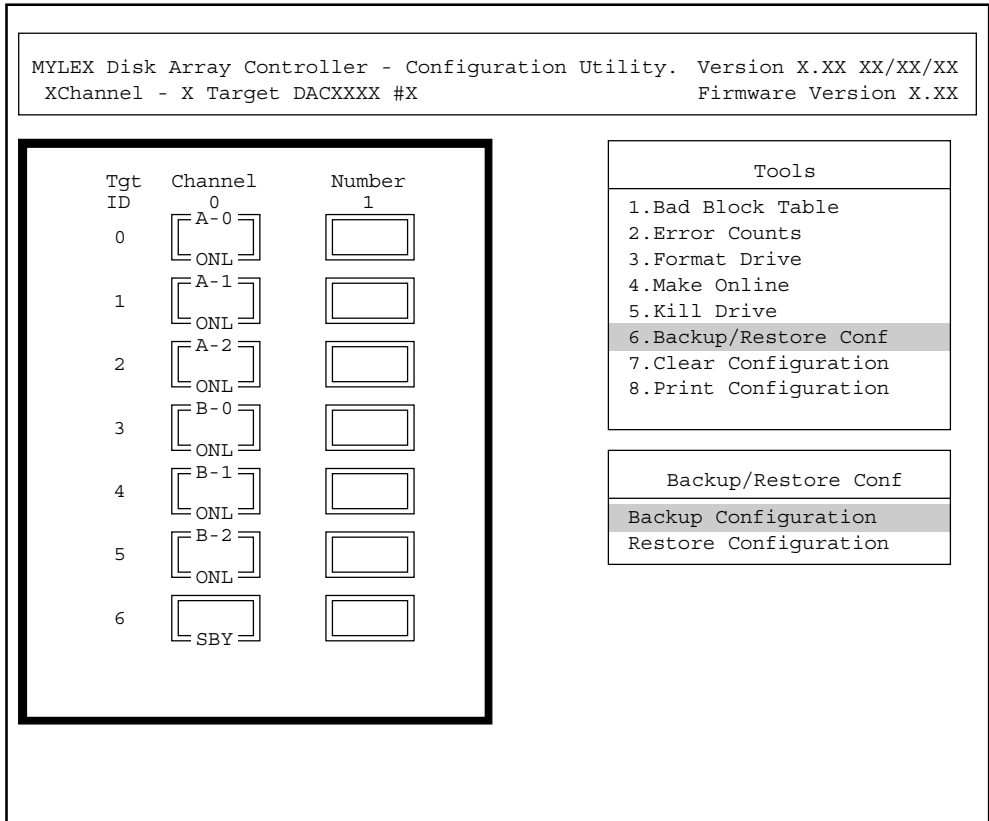 MYLEX Disk Array Controller - Configuration Utility. Version X.XX XX/XX/XX
XChannel - X Target DACXXXX #X Firmware Version X.XX
Tgt Channel Number
ID 0 1
A-0
0
ONL
A-1
1
ONL
A-2
2
ONL
B-0
3
ONL
B-1
4
ONL
B-2
5
ONL
6
SBY
Tools
1.Bad Block Table
2.Error Counts
3.Format Drive
4.Make Online
5.Kill Drive
6.Backup/Restore Conf
7.Clear Configuration
8.Print Configuration
Backup/Restore Conf
Backup Configuration
Restore Configuration